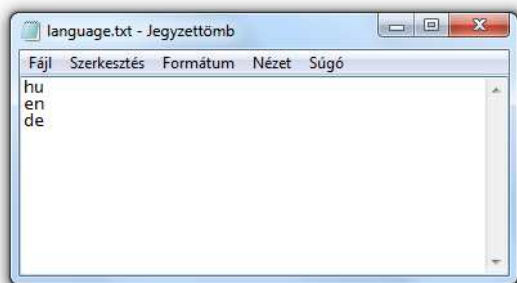 language.txt - Jegyzettömb
Fájl Szerkesztés Formátum Nézet Súgó
hu
en
de